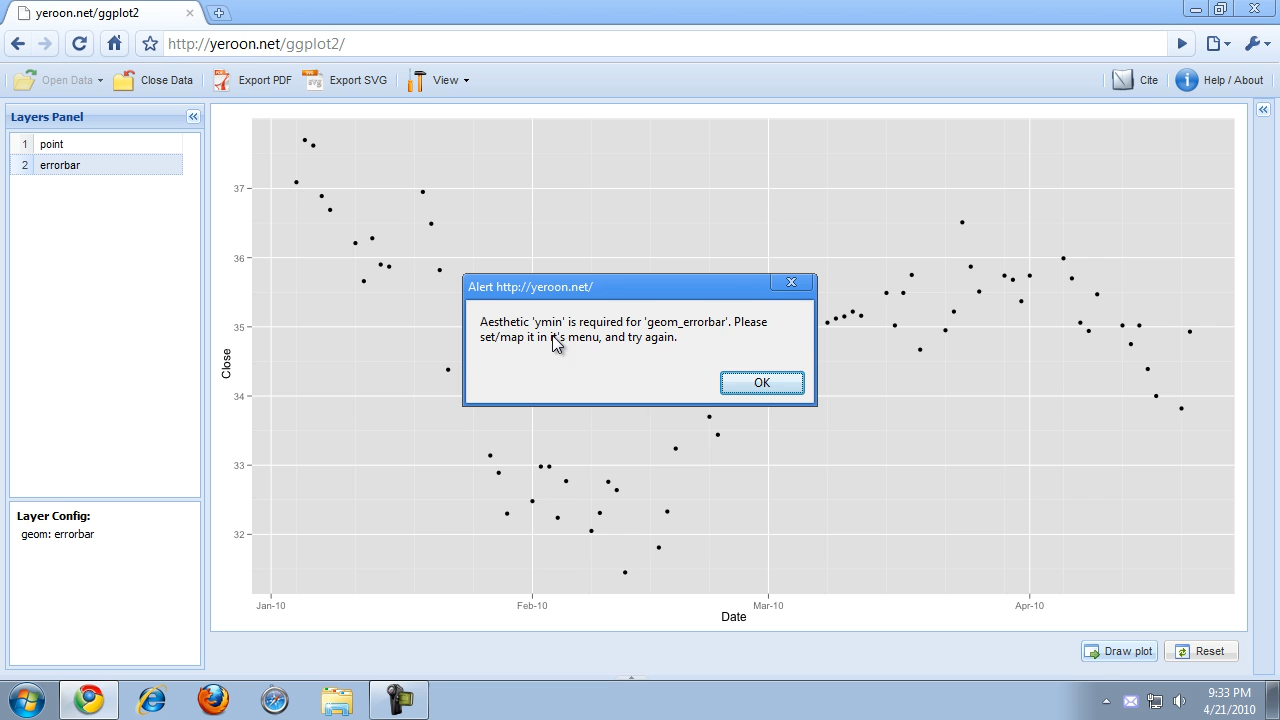 yeroon.net/ggplot2
http://yeroon.net/ggplot2/
Open Data
Close Data
Export PDF
Export SVG
View
Cite
Help / About
Layers Panel
1 point
2 errorbar
Layer Config:
geom: errorbar
Close
37
36
35
34
33
32
Jan-10
Feb-10
Mar-10
Apr-10
Date
Alert http://yeroon.net/
Aesthetic 'ymin' is required for 'geom_errorbar'. Please
set/map it in it's menu, and try again.
OK
Draw plot
Reset
9:33 PM
4/21/2010